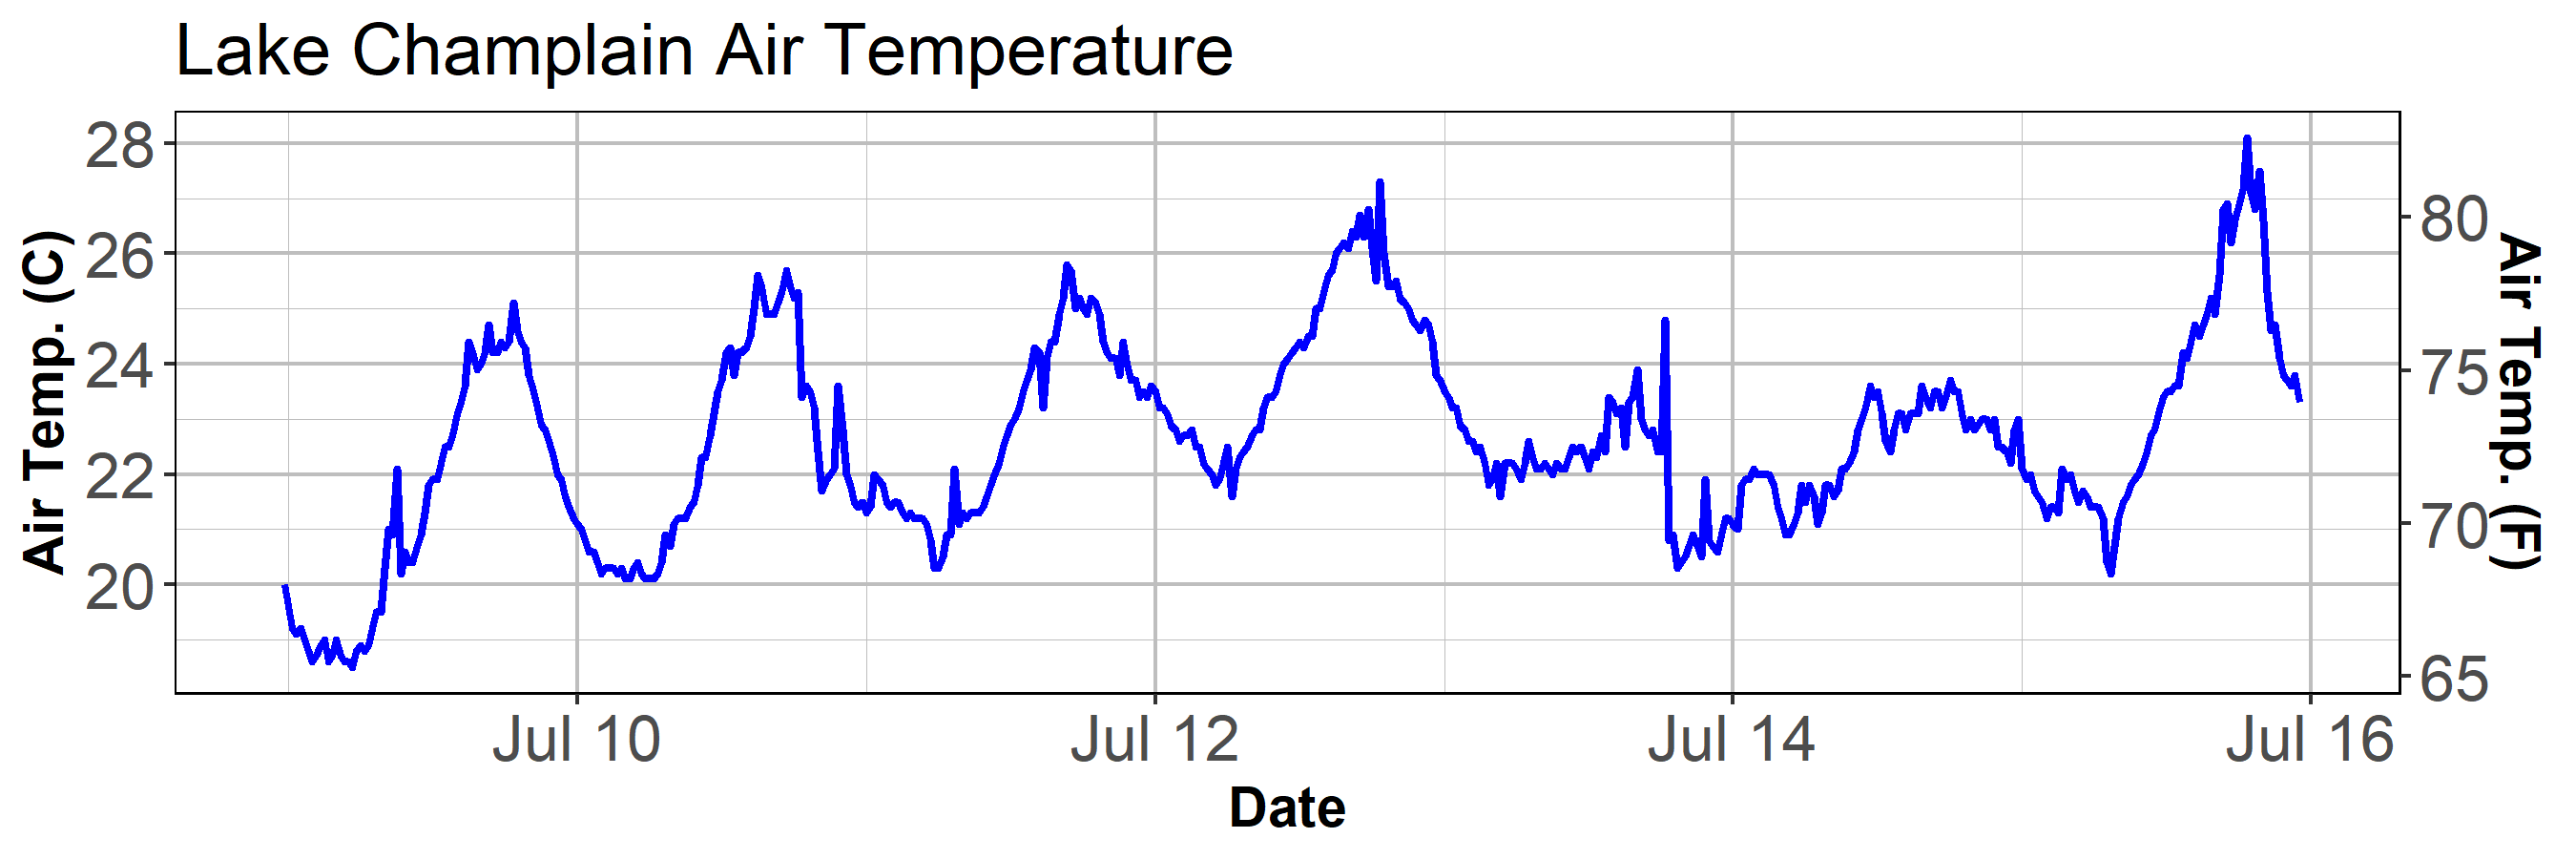 Lake Champlain Air Temperature
Air Temp. (C)
28
26
24
22
20
80
75
70
65
Air Temp. (F)
Jul 10 Jul 12 Jul 14 Jul 16
Date